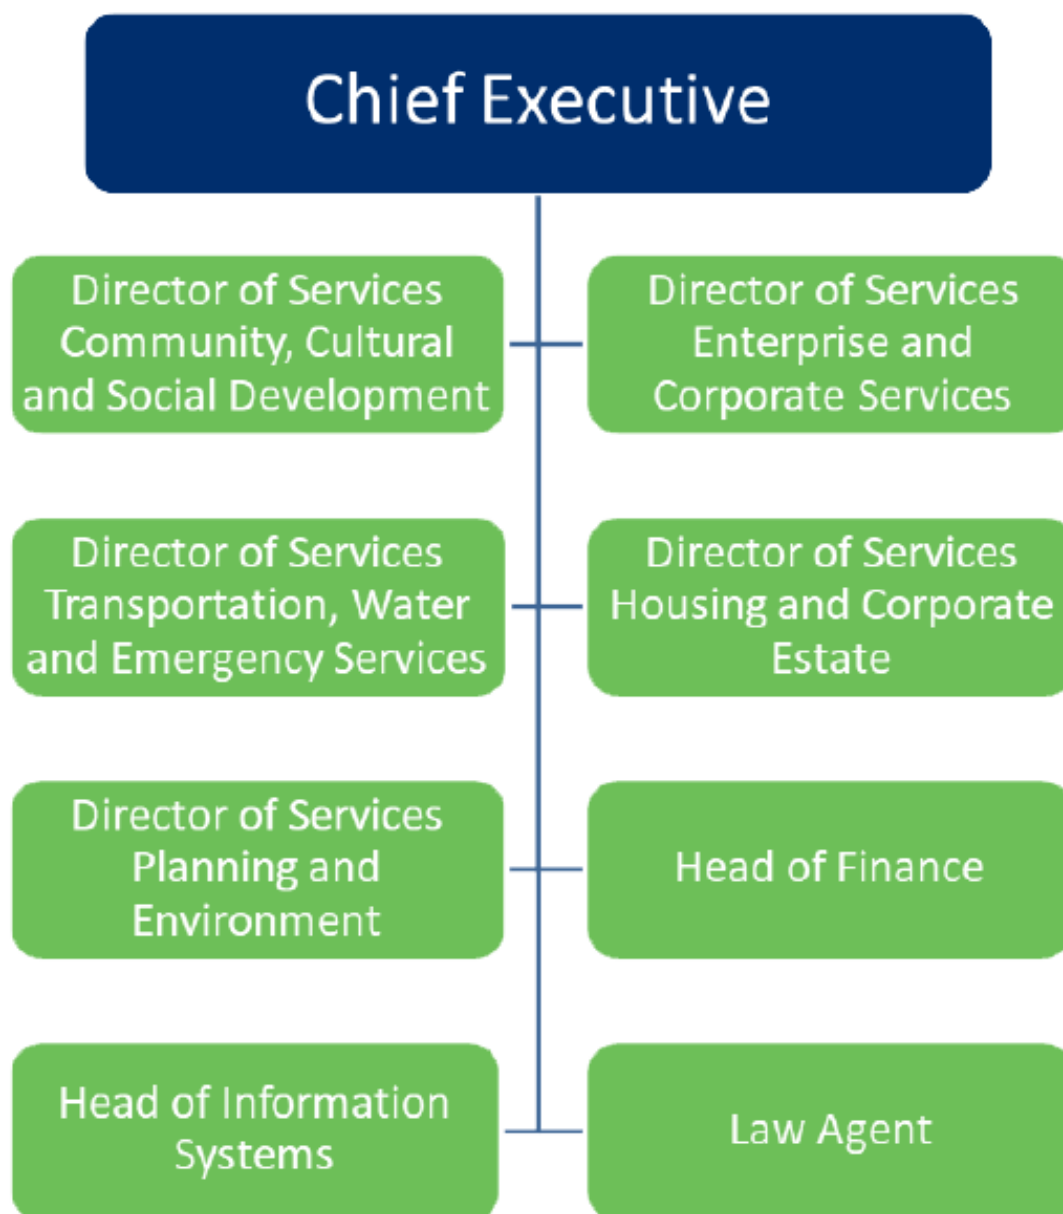 Chief Executive
Director of Services
Community, Cultural
and Social Development
Director of Services
Enterprise and
Corporate Services
Director of Services
Transportation, Water
and Emergency Services
Director of Services
Housing and Corporate
Estate
Director of Services
Planning and
Environment
Head of Finance
Head of Information
Systems
Law Agent